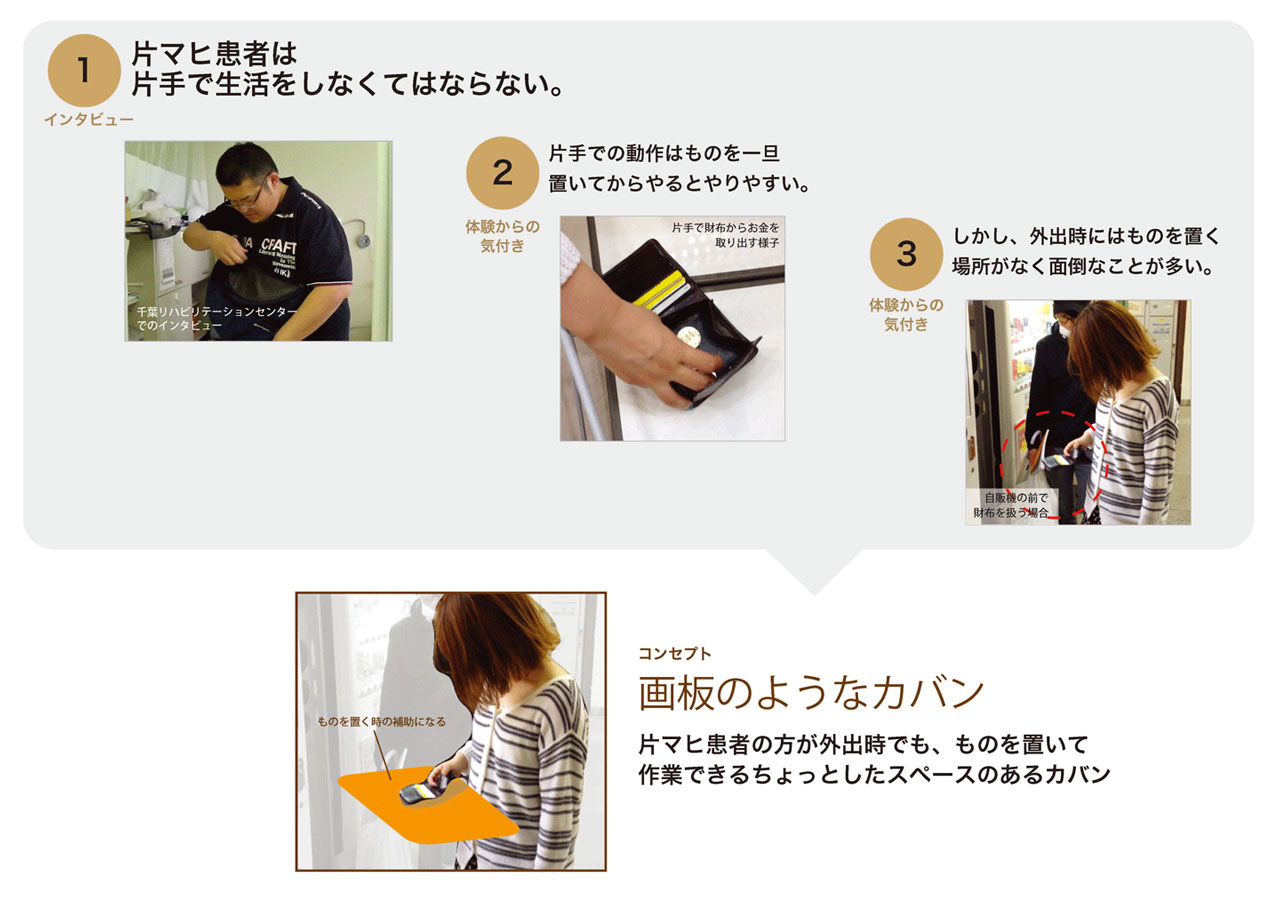 1
片マヒ患者は
片手で生活をしなくてはならない。
インタビュー
千葉リハビリテーションセンター
でのインタビュー
2
片手での動作はものを一旦
置いてからやるとやりやすい。
体験からの
気付き
片手で財布からお金を
取り出す様子
3
しかし、外出時にはものを置く
場所がなく面倒なことが多い。
体験からの
気付き
自販機の前で
財布を扱う場合
ものを置く時の補助になる
コンセプト
画板のようなカバン
片マヒ患者の方が外出時でも、ものを置いて
作業できるちょっとしたスペースのあるカバン